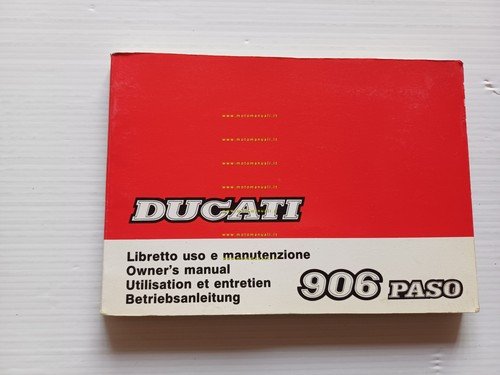 www.motomanuali.it
www.motomanuali.it
www.motomanuali.it
www.motomanuali.it
DUCATI
www.motomanuali.it
Libretto uso e manutenzione
Owner's manual
Utilisation et entretien
Betriebsanleitung
906 PASO